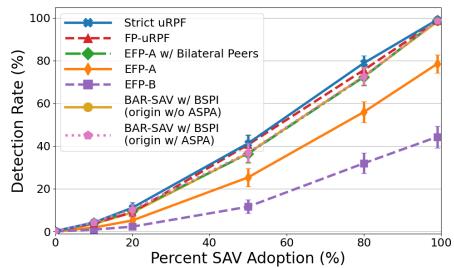 Detection Rate (%)
100
80
60
40
20
0
Strict uRPF
FP-uRPF
EFP-A w/ Bilateral Peers
EFP-A
EFP-B
BAR-SAV w/ BSPI
(origin w/o ASPA)
BAR-SAV w/ BSPI
(origin w/ ASPA)
0 20 40 60 80 100
Percent SAV Adoption (%)